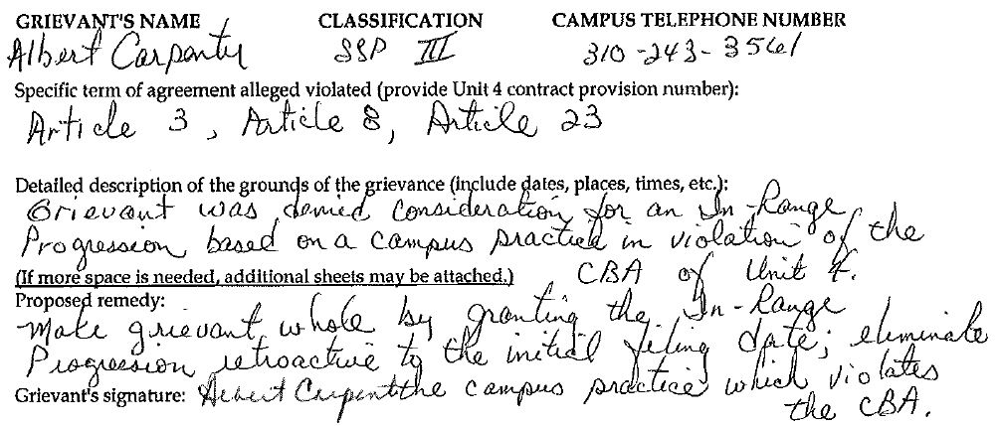 GRIEVANT'S NAME CLASSIFICATION CAMPUS TELEPHONE NUMBER
Albert Carpenter SSP III 310-243-3561
Specific term of agreement alleged violated (provide Unit 4 contract provision number):
Article 3, Article 8, Article 23
Detailed description of the grounds of the grievance (include dates, places, times, etc.):
Grievant was denied consideration for an In-Range
Progression based on a campus practice in violation of the
(If more space is needed, additional sheets may be attached.) CBA of Unit 4.
Proposed remedy:
Make grievant whole by granting the In-Range
Progression retroactive to the initial filing date; eliminate
Grievant's signature: Albert Carpent the campus practice which violates
the CBA.